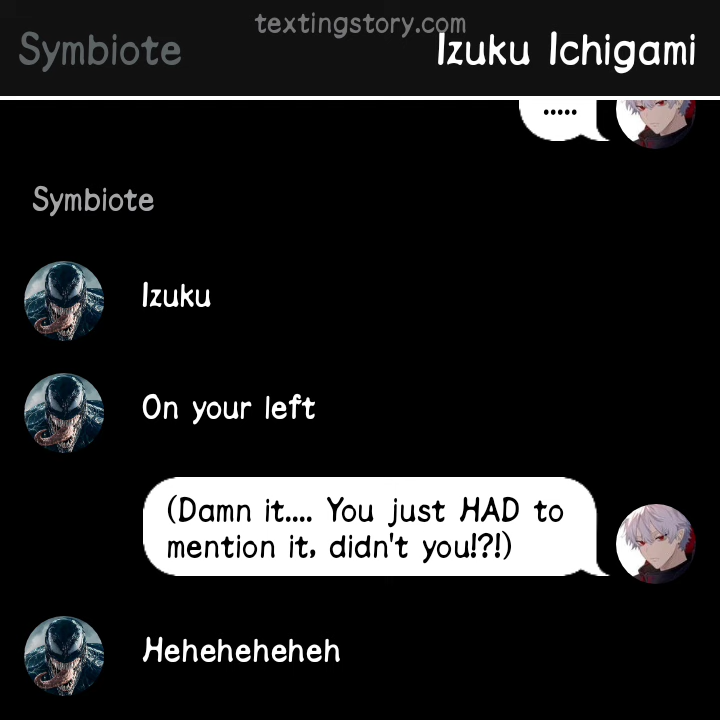 textingstory.com
Symbiote
Izuku Ichigami
.....
Symbiote
Izuku
On your left
(Damn it.... You just HAD to
mention it, didn't you!?!)
Heheheheheh